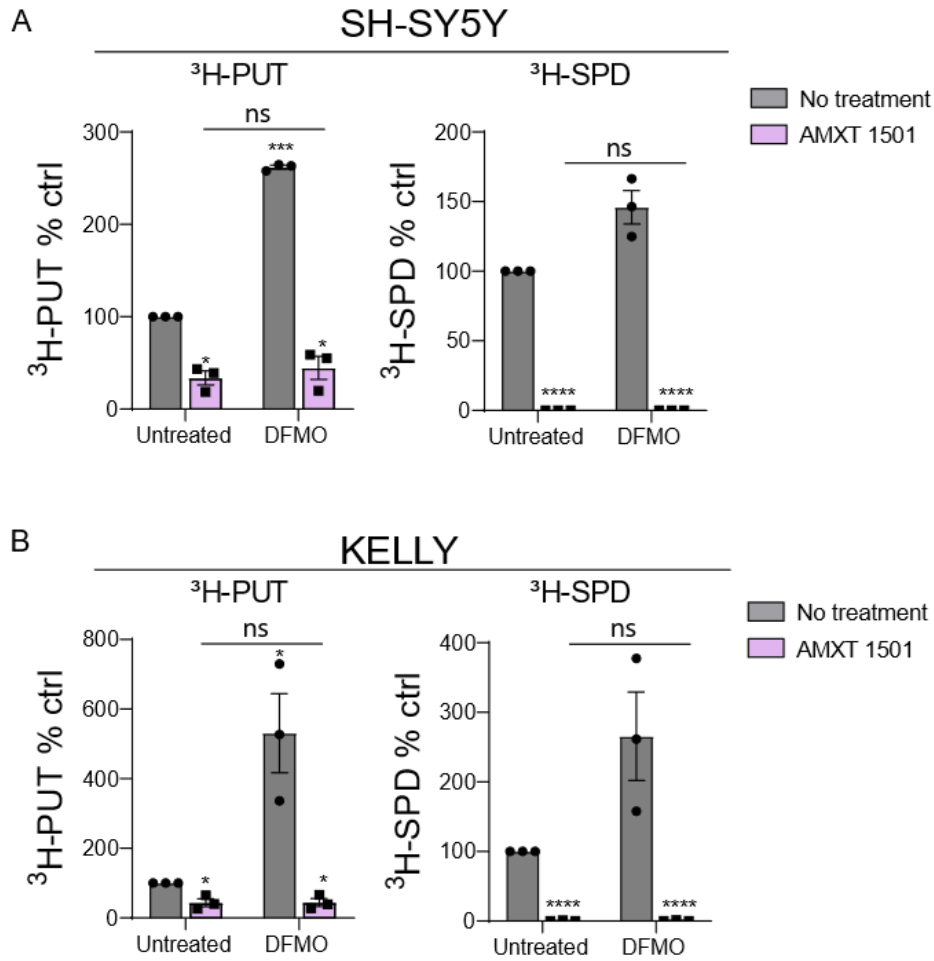 A
SH-SY5Y
³H-PUT
³H-SPD
No treatment
AMXT 1501
ns
ns
***
*
*
****
****
³H-PUT % ctrl
300
200
100
0
Untreated
DFMO
³H-SPD % ctrl
200
150
100
50
0
Untreated
DFMO
B
KELLY
³H-PUT
³H-SPD
No treatment
AMXT 1501
ns
ns
*
*
*
****
****
³H-PUT % ctrl
800
600
400
200
0
Untreated
DFMO
³H-SPD % ctrl
400
300
200
100
0
Untreated
DFMO